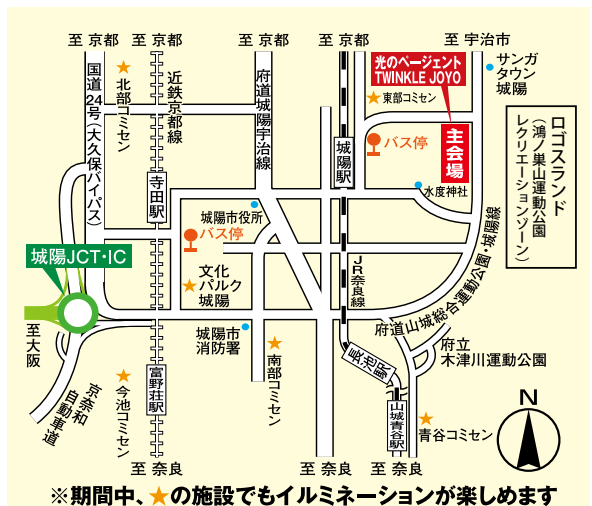 至 京都
至 京都
至 京都
至 京都
至 宇治市
国道24号(大久保バイパス)
★
北部コミセン
近鉄京都線
府道城陽宇治線
光のページェント
TWINKLE JOYO
サンガ
タウン
城陽
★東部コミセン
主会場
バス停
城陽駅
ロゴスランド
(鴻ノ巣山運動公園
レクリエーションゾーン)
寺田駅
水度神社
城陽市役所
バス停
城陽JCT・IC
文化
★パルク
城陽
JR奈良線
府道山城総合運動公園・城陽線
至 大阪
城陽市
消防署
★
南部コミセン
長池駅
府立
木津川運動公園
京奈和
自動車道
★
今池コミセン
富野荘駅
山城青谷駅
★
青谷コミセン
N
至 奈良
至 奈良
至 奈良
※期間中、★の施設でもイルミネーションが楽しめます